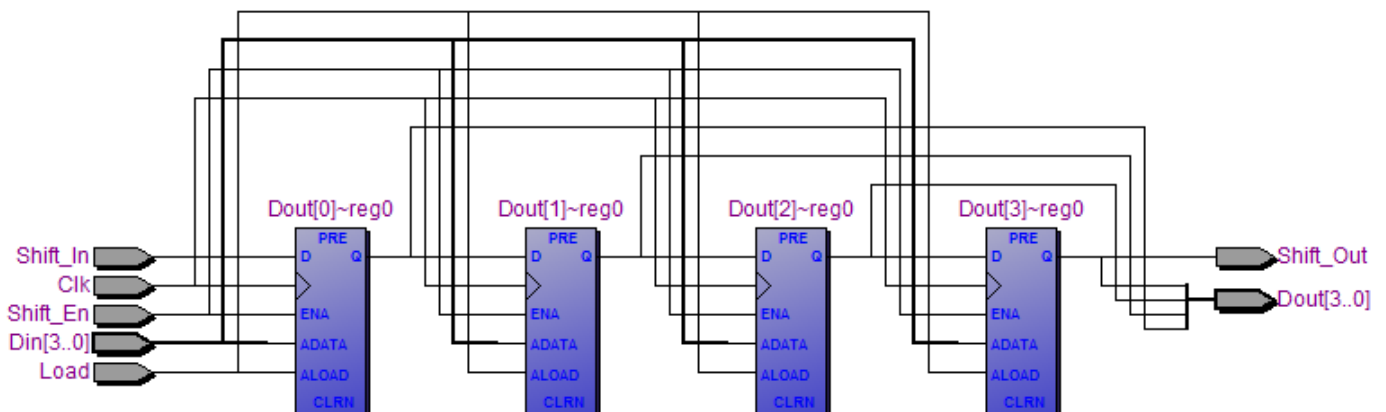 Dout[0]~reg0 Dout[1]~reg0 Dout[2]~reg0 Dout[3]~reg0
PRE PRE PRE PRE
Shift_In D Q D Q D Q D Q Shift_Out
Clk
Shift_En ENA ENA ENA ENA Dout[3..0]
Din[3..0] ADATA ADATA ADATA ADATA
Load ALOAD ALOAD ALOAD ALOAD
CLRN CLRN CLRN CLRN